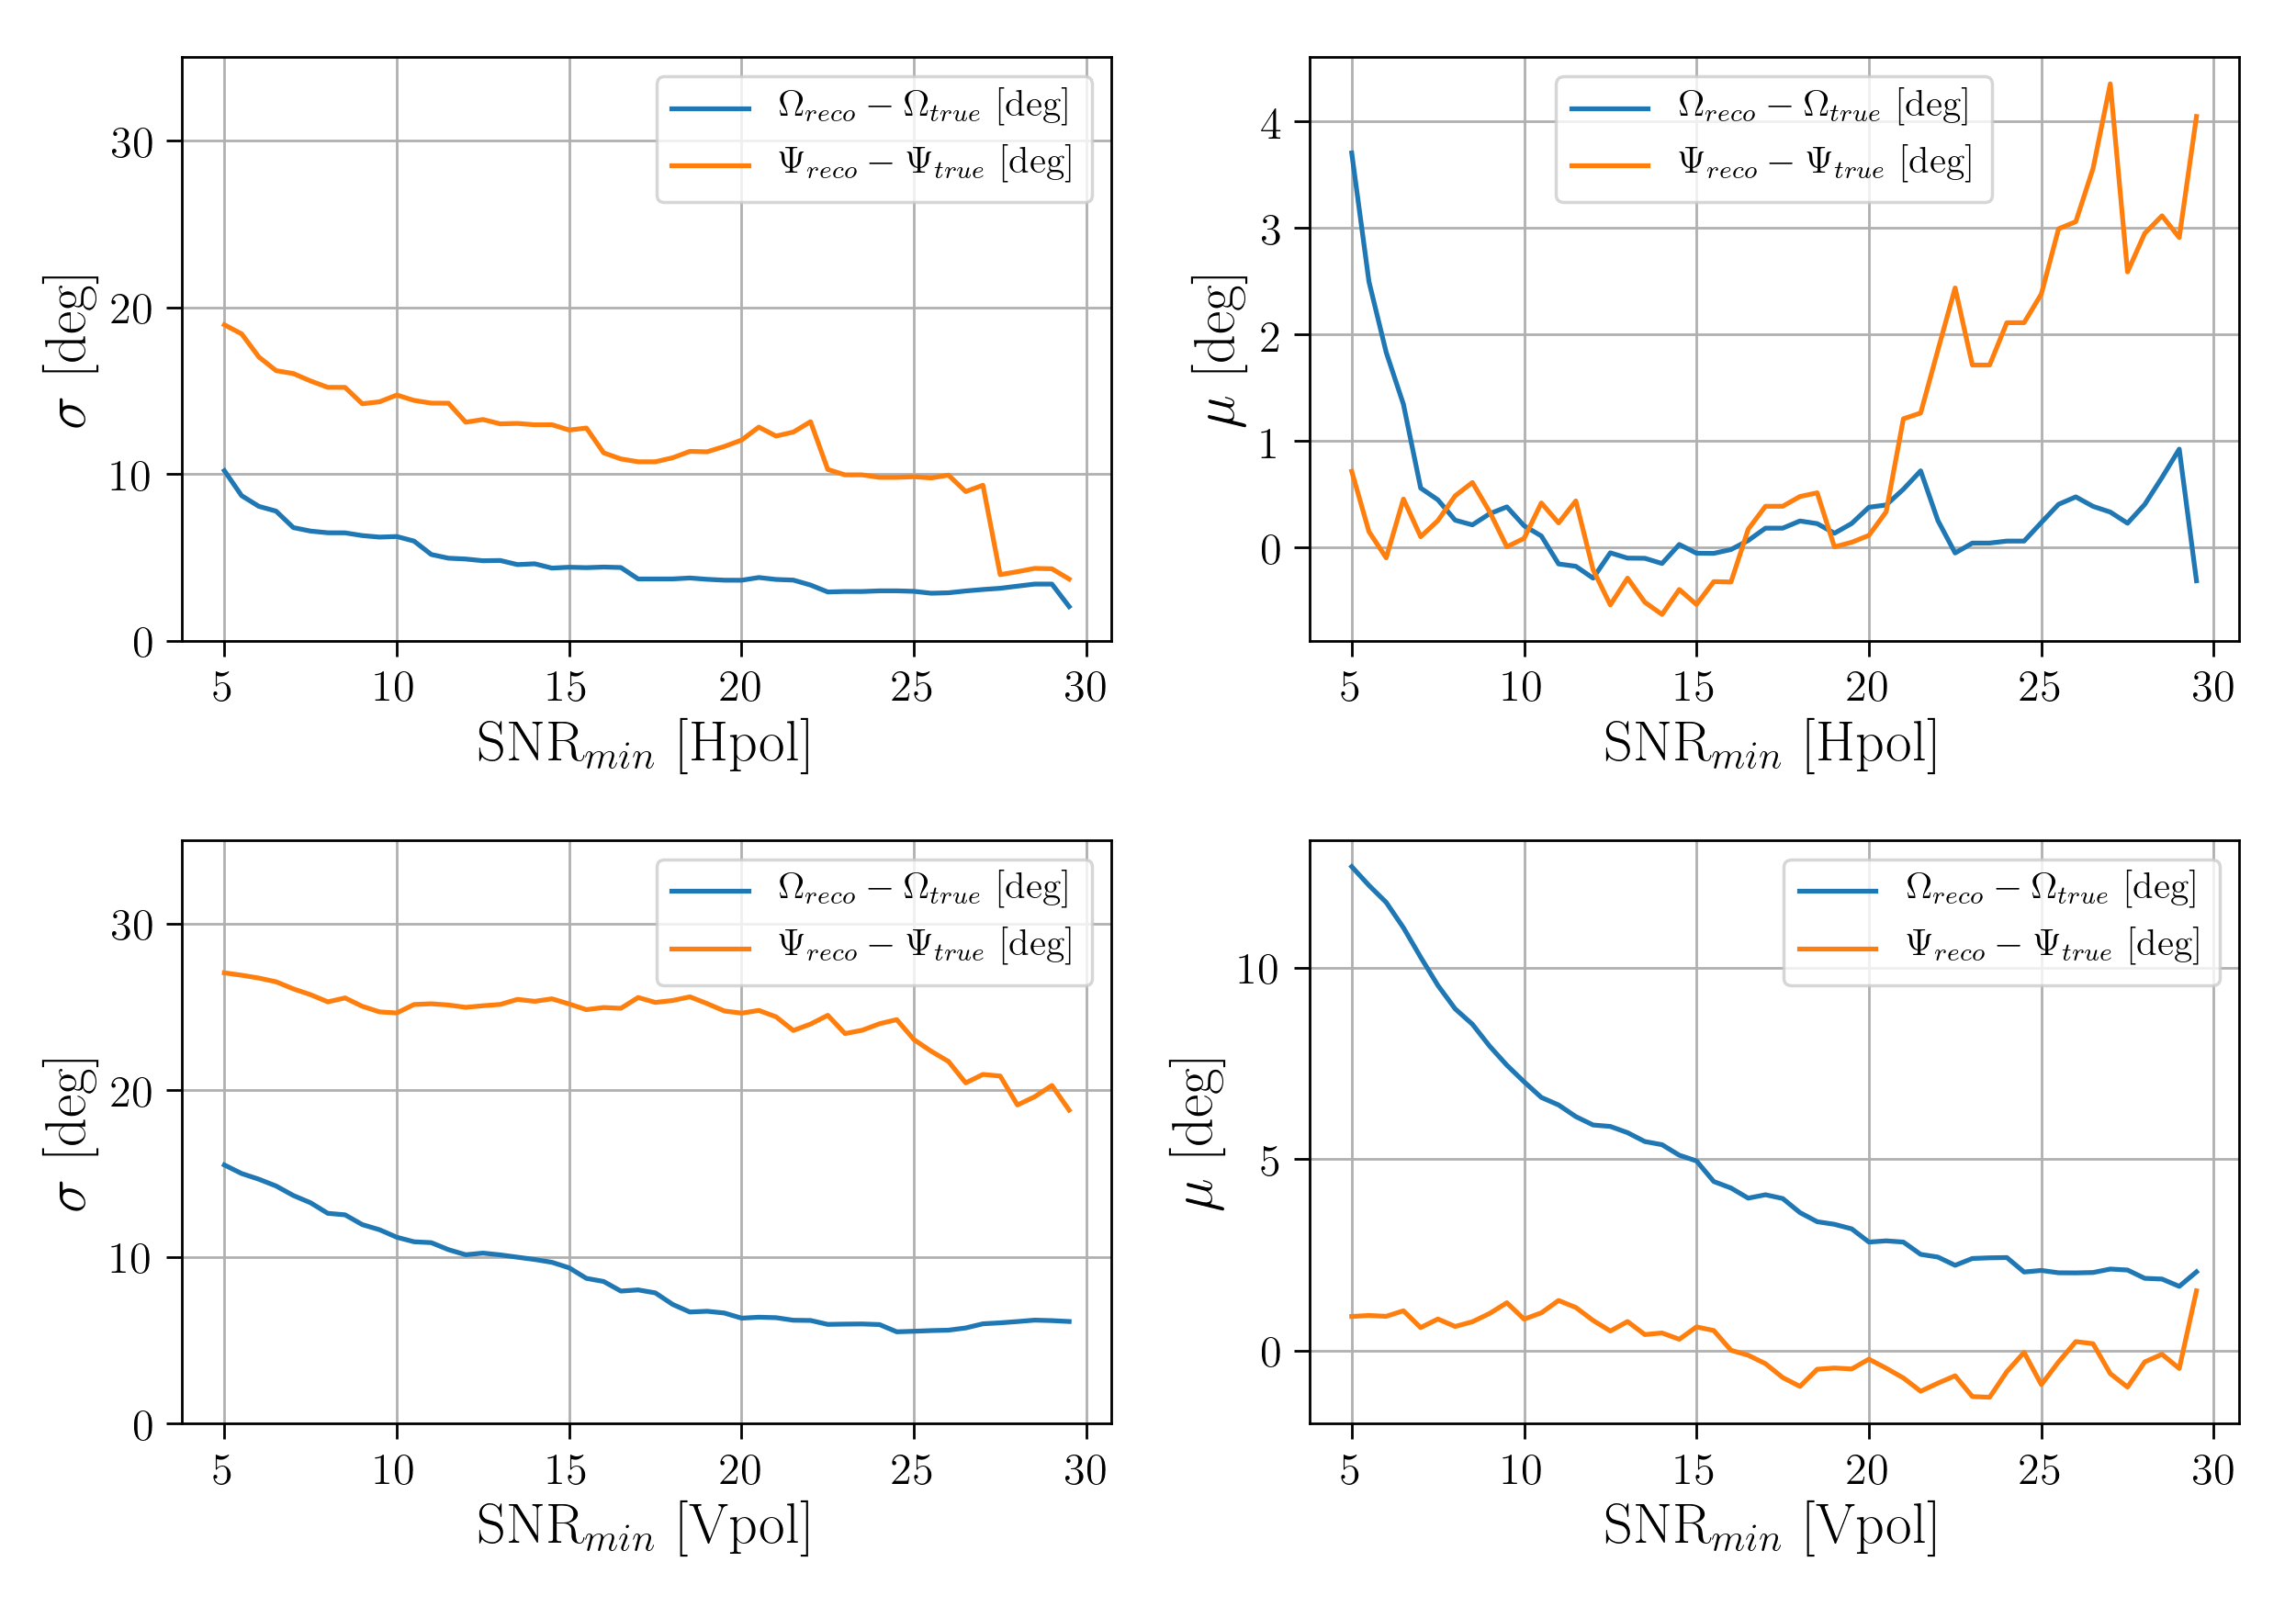 Ω_reco − Ω_true [deg]
Ψ_reco − Ψ_true [deg]
σ [deg]
30
20
10
0
5 10 15 20 25 30
SNR_min [Hpol]
Ω_reco − Ω_true [deg]
Ψ_reco − Ψ_true [deg]
μ [deg]
4
3
2
1
0
5 10 15 20 25 30
SNR_min [Hpol]
Ω_reco − Ω_true [deg]
Ψ_reco − Ψ_true [deg]
σ [deg]
30
20
10
0
5 10 15 20 25 30
SNR_min [Vpol]
Ω_reco − Ω_true [deg]
Ψ_reco − Ψ_true [deg]
μ [deg]
10
5
0
5 10 15 20 25 30
SNR_min [Vpol]